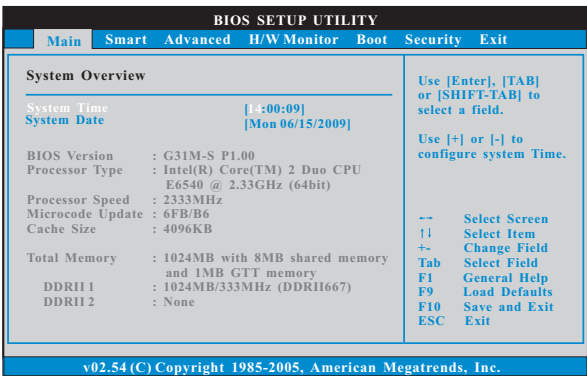 BIOS SETUP UTILITY
Main Smart Advanced H/W Monitor Boot Security Exit
System Overview
System Time [14:00:09]
System Date [Mon 06/15/2009]
BIOS Version : G31M-S P1.00
Processor Type : Intel(R) Core(TM) 2 Duo CPU
E6540 @ 2.33GHz (64bit)
Processor Speed : 2333MHz
Microcode Update : 6FB/B6
Cache Size : 4096KB
Total Memory : 1024MB with 8MB shared memory
and 1MB GTT memory
DDRII 1 : 1024MB/333MHz (DDRII667)
DDRII 2 : None
Use [Enter], [TAB]
or [SHIFT-TAB] to
select a field.
Use [+] or [-] to
configure system Time.
←→ Select Screen
↑↓ Select Item
+- Change Field
Tab Select Field
F1 General Help
F9 Load Defaults
F10 Save and Exit
ESC Exit
v02.54 (C) Copyright 1985-2005, American Megatrends, Inc.